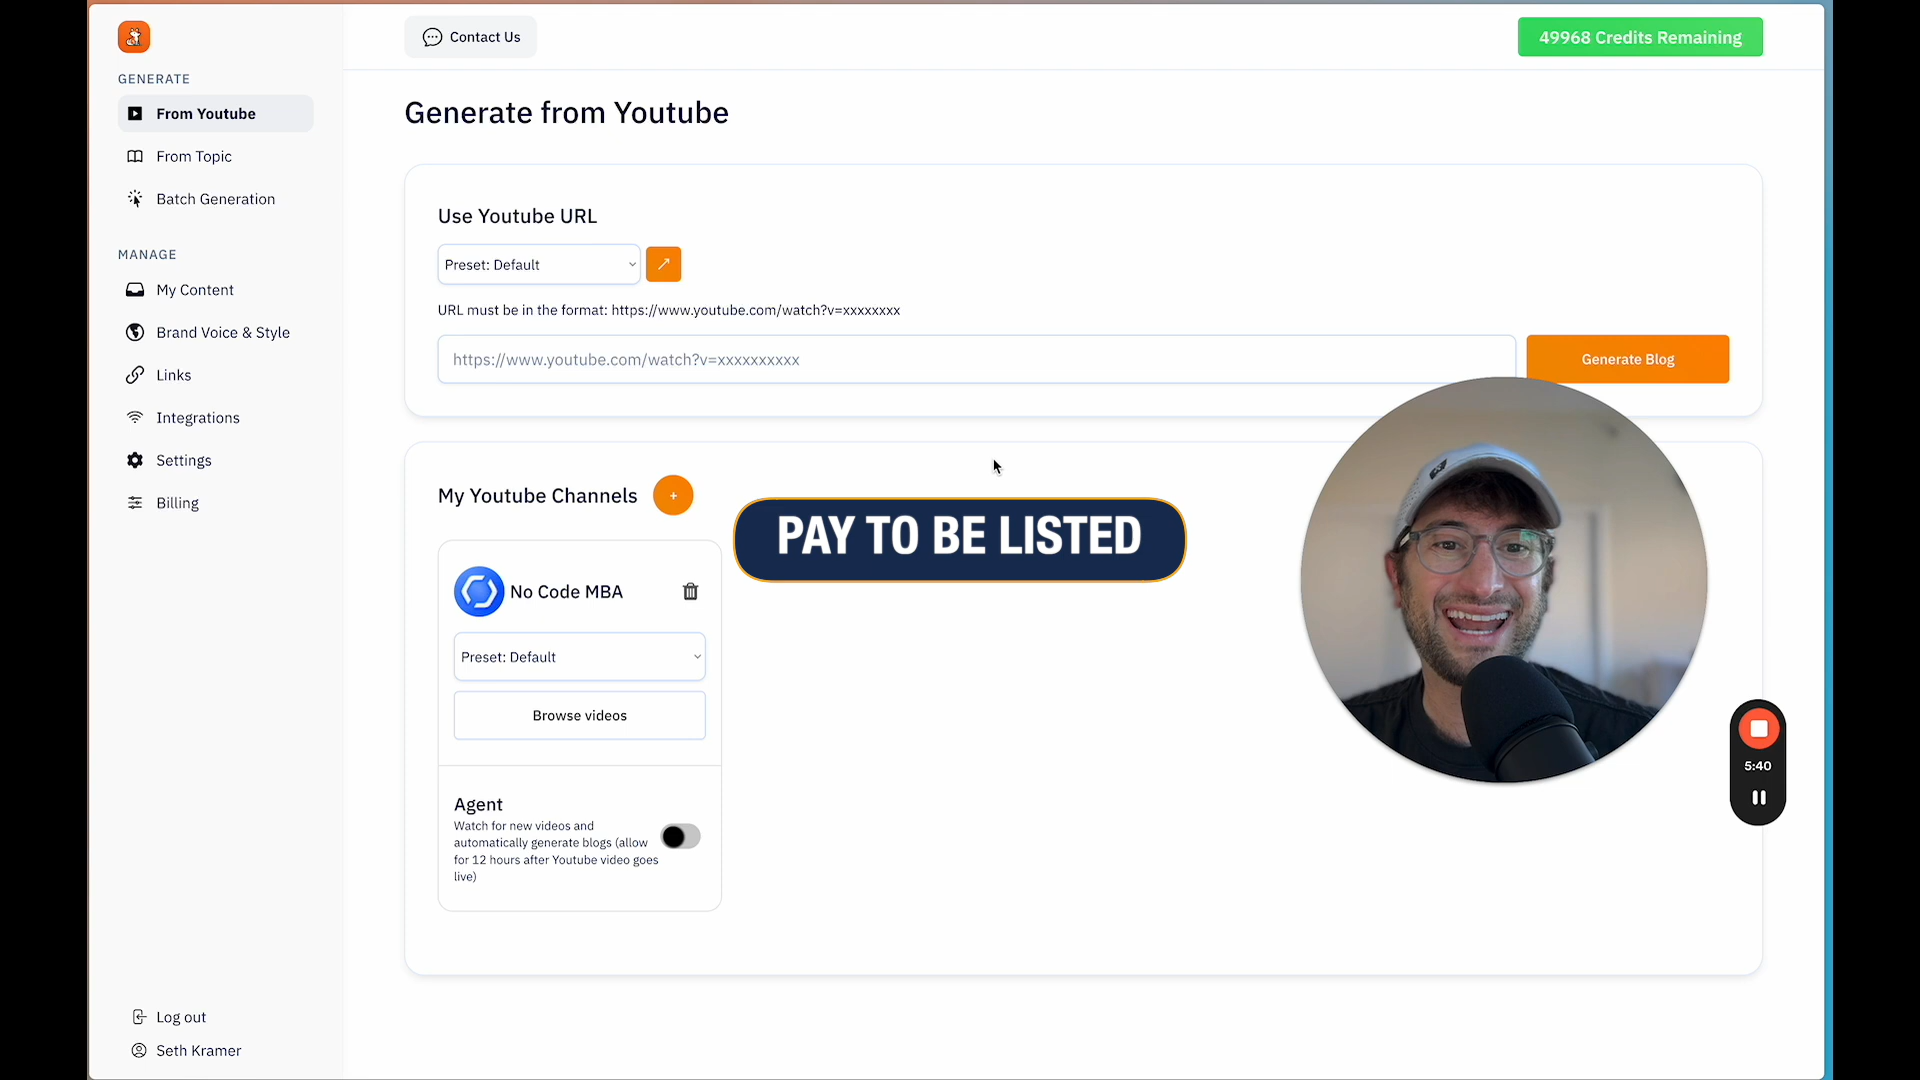 Contact Us
49968 Credits Remaining
GENERATE
From Youtube
From Topic
Batch Generation
MANAGE
My Content
Brand Voice & Style
Links
Integrations
Settings
Billing
Log out
Seth Kramer
Generate from Youtube
Use Youtube URL
Preset: Default
URL must be in the format: https://www.youtube.com/watch?v=xxxxxxxx
https://www.youtube.com/watch?v=xxxxxxxxxx
Generate Blog
My Youtube Channels
+
PAY TO BE LISTED
No Code MBA
Preset: Default
Browse videos
Agent
Watch for new videos and
automatically generate blogs (allow
for 12 hours after Youtube video goes
live)
5:40